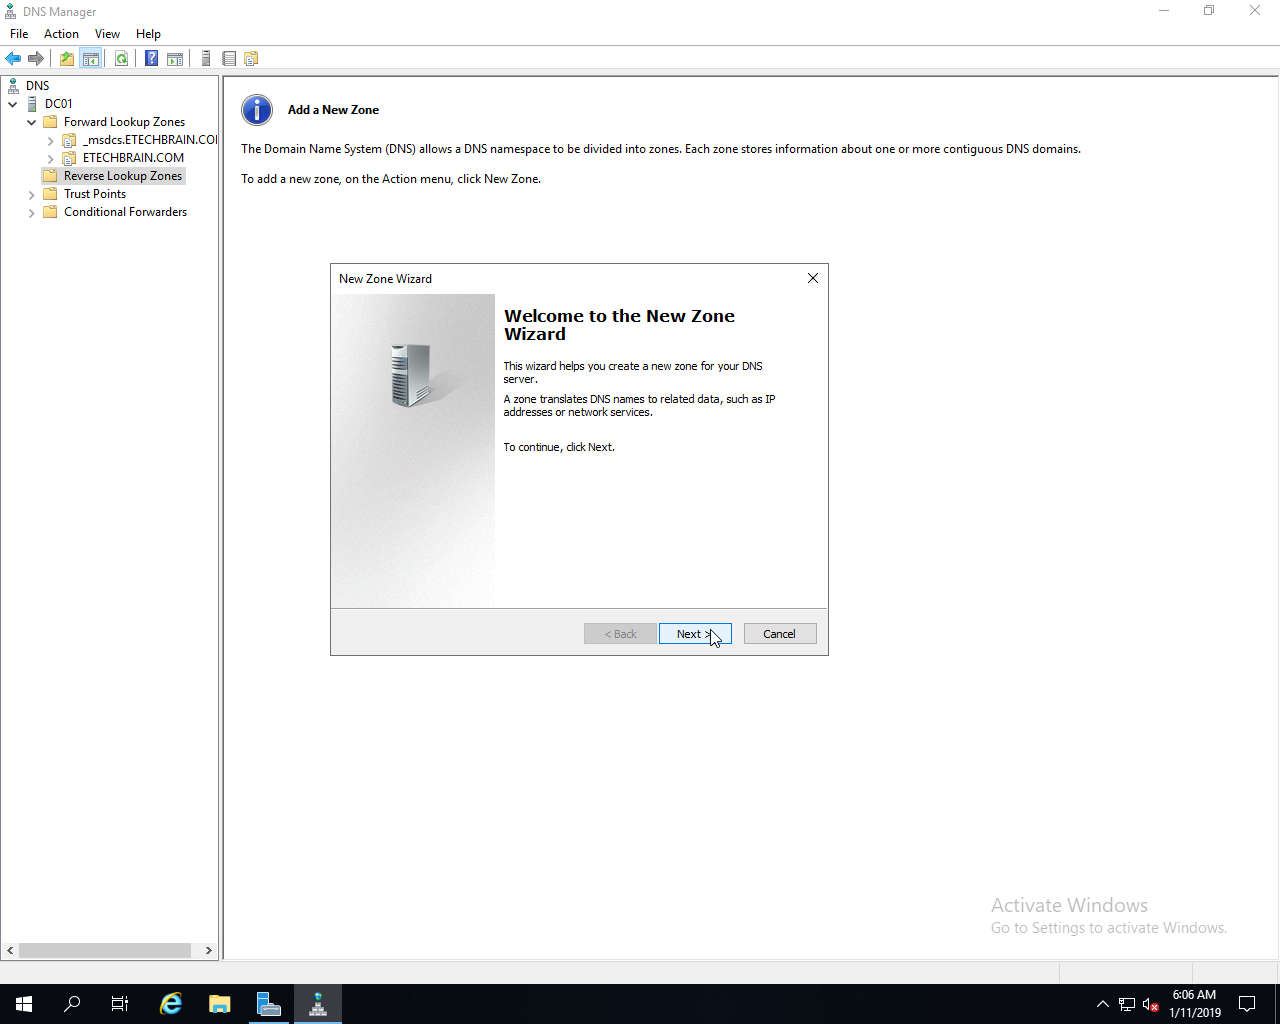 DNS Manager
File Action View Help
DNS
DC01
Forward Lookup Zones
_msdcs.ETECHBRAIN.CO
ETECHBRAIN.COM
Reverse Lookup Zones
Trust Points
Conditional Forwarders
Add a New Zone
The Domain Name System (DNS) allows a DNS namespace to be divided into zones. Each zone stores information about one or more contiguous DNS domains.
To add a new zone, on the Action menu, click New Zone.
New Zone Wizard
Welcome to the New Zone
Wizard
This wizard helps you create a new zone for your DNS
server.
A zone translates DNS names to related data, such as IP
addresses or network services.
To continue, click Next.
< Back
Next >
Cancel
Activate Windows
Go to Settings to activate Windows.
6:06 AM
1/11/2019